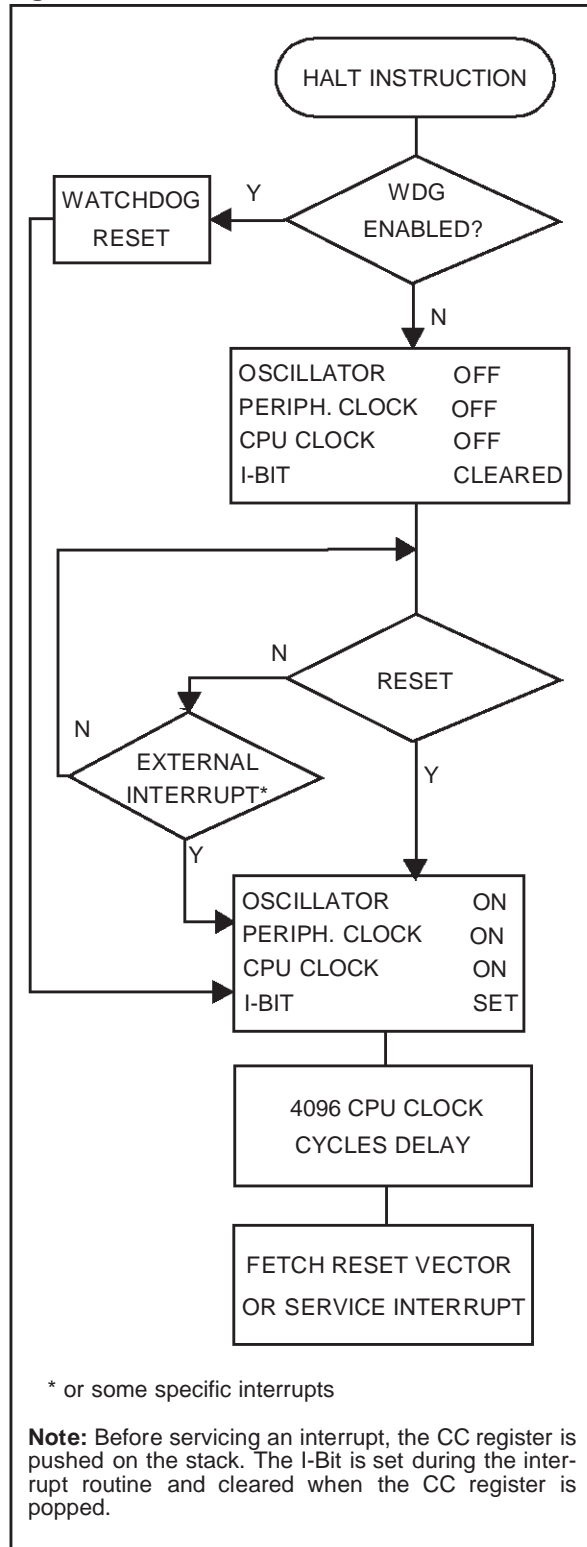 HALT INSTRUCTION
WDG
ENABLED?
Y
WATCHDOG
RESET
N
OSCILLATOR OFF
PERIPH. CLOCK OFF
CPU CLOCK OFF
I-BIT CLEARED
RESET
N
EXTERNAL
INTERRUPT*
N
Y
Y
OSCILLATOR ON
PERIPH. CLOCK ON
CPU CLOCK ON
I-BIT SET
4096 CPU CLOCK
CYCLES DELAY
FETCH RESET VECTOR
OR SERVICE INTERRUPT
* or some specific interrupts
Note: Before servicing an interrupt, the CC register is
pushed on the stack. The I-Bit is set during the inter-
rupt routine and cleared when the CC register is
popped.